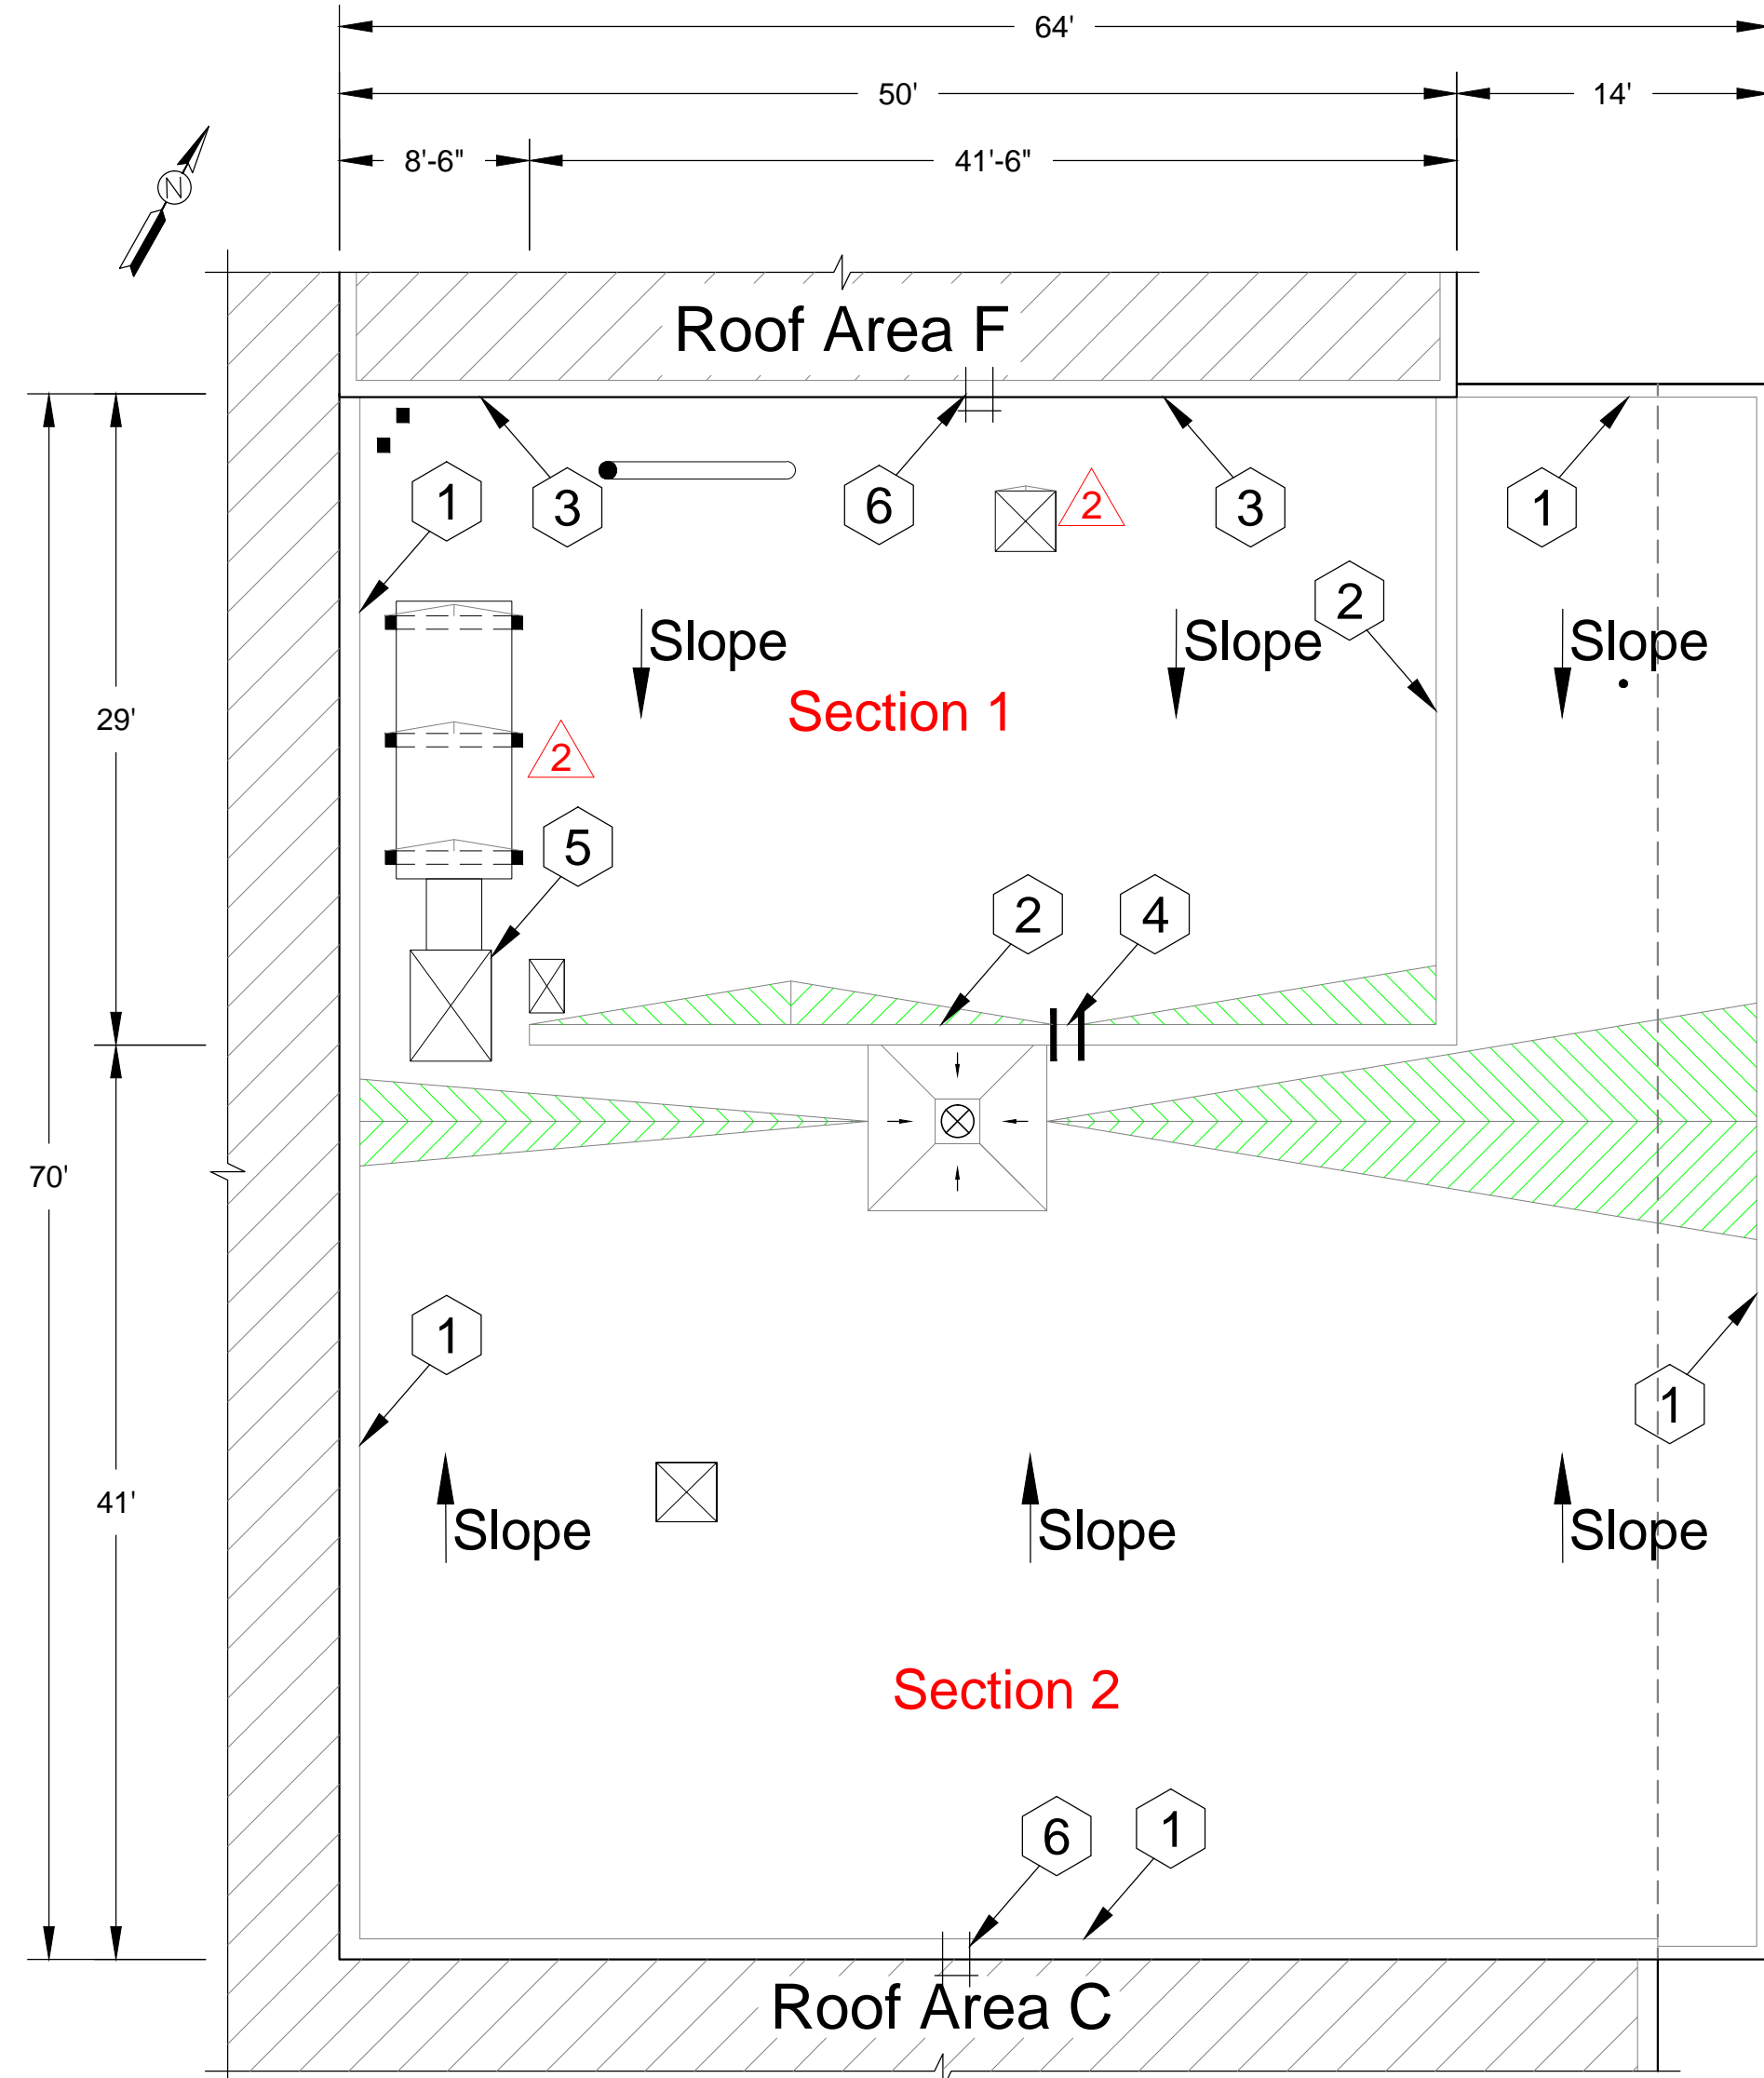 64'
50'
14'
8'-6"
41'-6"
N
Roof Area F
1
3
6
2
3
1
2
Slope
Slope
Slope
Section 1
29'
2
5
2
4
70'
1
1
41'
Slope
Slope
Slope
Section 2
6
1
Roof Area C